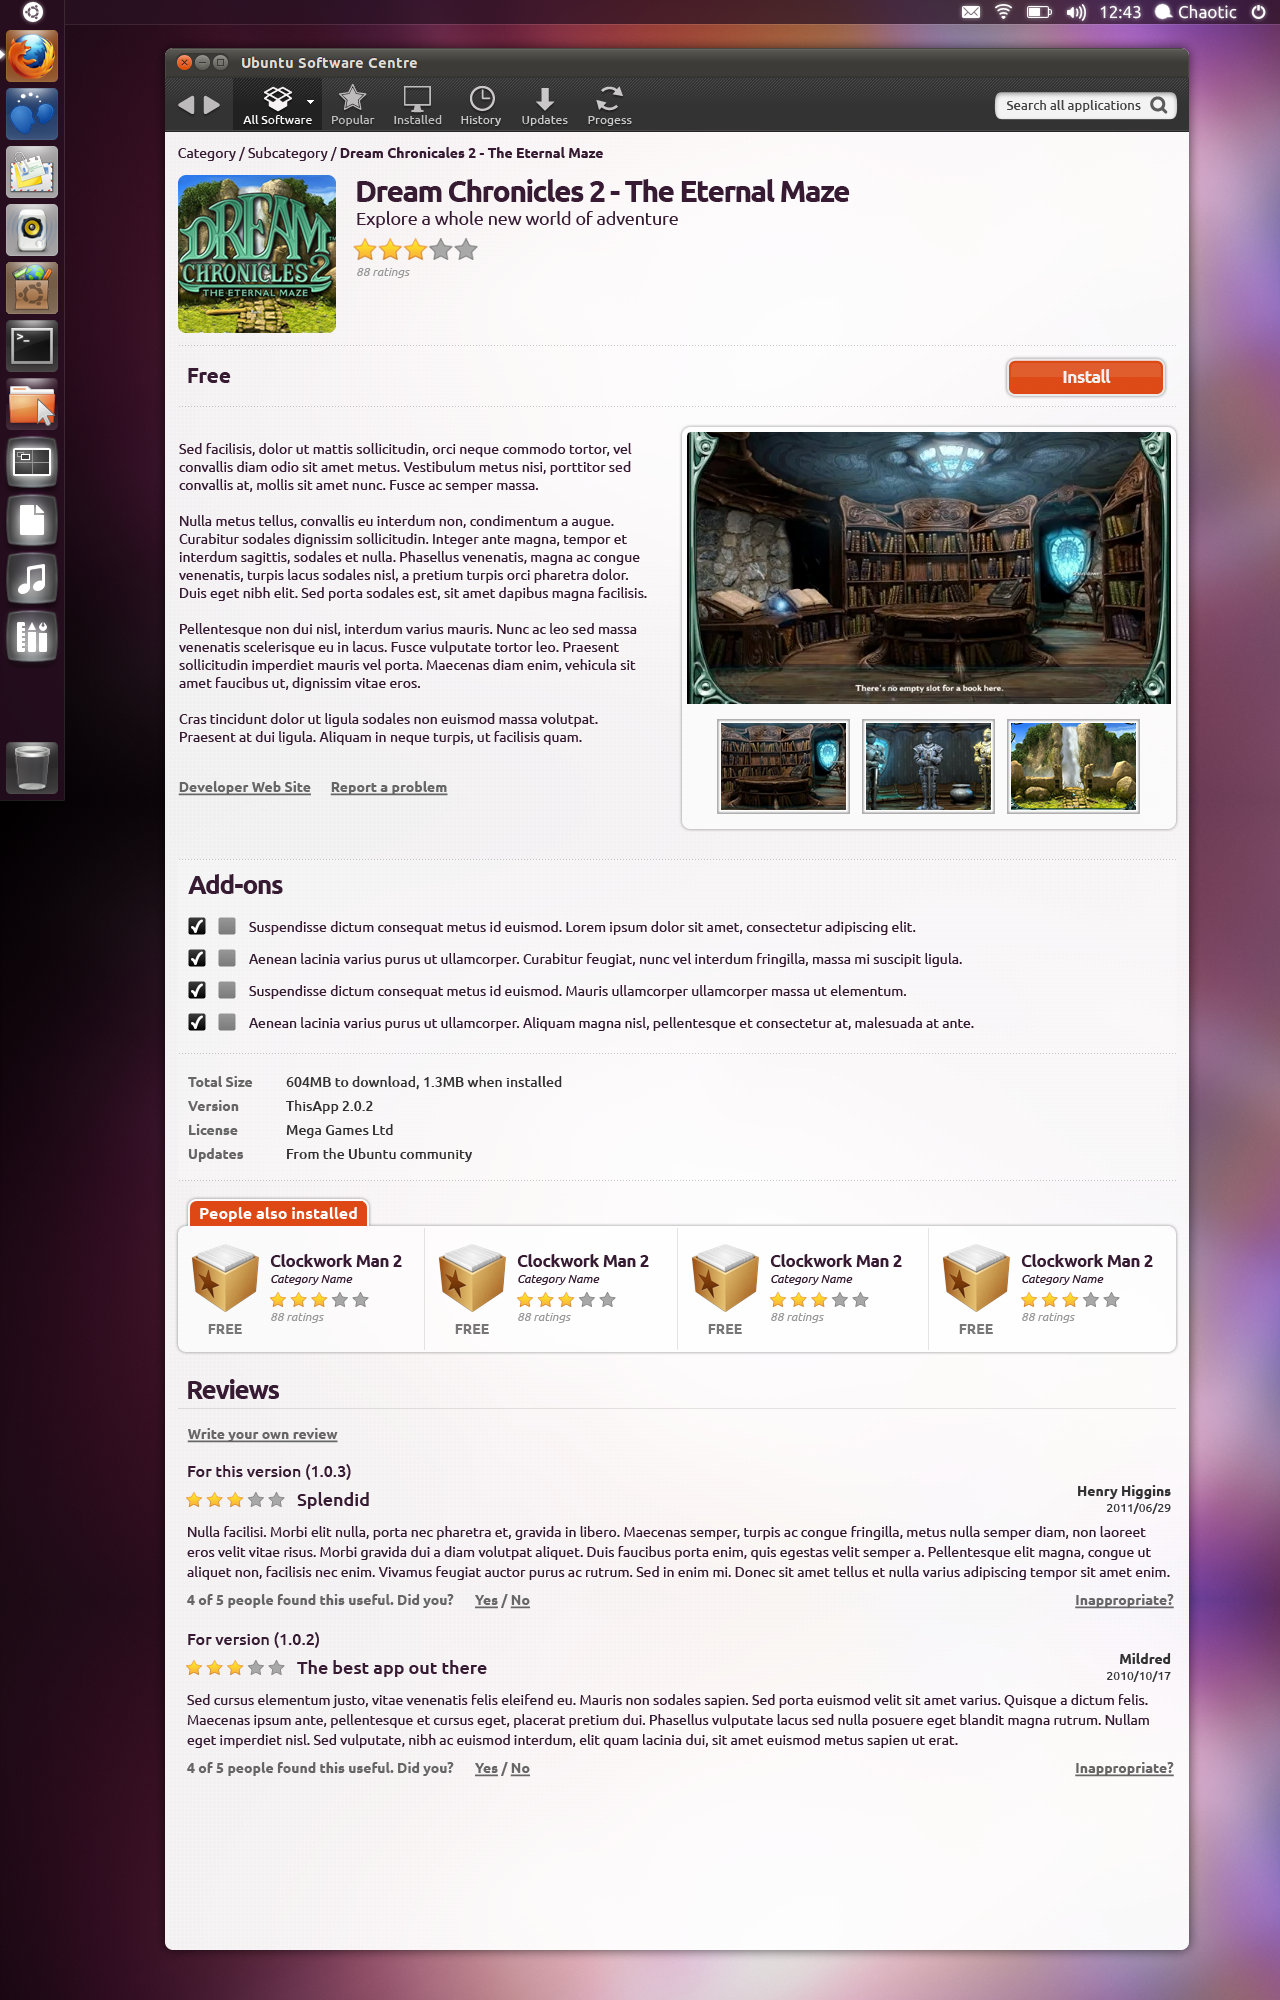 12:43 Chaotic
Ubuntu Software Centre
All Software Popular Installed History Updates Progess
Search all applications
Category / Subcategory / Dream Chronicales 2 - The Eternal Maze
DREAM
CHRONICLES 2
THE ETERNAL MAZE
Dream Chronicles 2 - The Eternal Maze
Explore a whole new world of adventure
88 ratings
Free
Install
Sed facilisis, dolor ut mattis sollicitudin, orci neque commodo tortor, vel
convallis diam odio sit amet metus. Vestibulum metus nisi, porttitor sed
convallis at, mollis sit amet nunc. Fusce ac semper massa.
Nulla metus tellus, convallis eu interdum non, condimentum a augue.
Curabitur sodales dignissim sollicitudin. Integer ante magna, tempor et
interdum sagittis, sodales et nulla. Phasellus venenatis, magna ac congue
venenatis, turpis lacus sodales nisl, a pretium turpis orci pharetra dolor.
Duis eget nibh elit. Sed porta sodales est, sit amet dapibus magna facilisis.
Pellentesque non dui nisl, interdum varius mauris. Nunc ac leo sed massa
venenatis scelerisque eu in lacus. Fusce vulputate tortor leo. Praesent
sollicitudin imperdiet mauris vel porta. Maecenas diam enim, vehicula sit
amet faucibus ut, dignissim vitae eros.
Cras tincidunt dolor ut ligula sodales non euismod massa volutpat.
Praesent at dui ligula. Aliquam in neque turpis, ut facilisis quam.
Developer Web Site Report a problem
There's no empty slot for a book here.
Add-ons
Suspendisse dictum consequat metus id euismod. Lorem ipsum dolor sit amet, consectetur adipiscing elit.
Aenean lacinia varius purus ut ullamcorper. Curabitur feugiat, nunc vel interdum fringilla, massa mi suscipit ligula.
Suspendisse dictum consequat metus id euismod. Mauris ullamcorper ullamcorper massa ut elementum.
Aenean lacinia varius purus ut ullamcorper. Aliquam magna nisl, pellentesque et consectetur at, malesuada at ante.
Total Size 604MB to download, 1.3MB when installed
Version ThisApp 2.0.2
License Mega Games Ltd
Updates From the Ubuntu community
People also installed
Clockwork Man 2 Clockwork Man 2 Clockwork Man 2 Clockwork Man 2
Category Name Category Name Category Name Category Name
88 ratings 88 ratings 88 ratings 88 ratings
FREE FREE FREE FREE
Reviews
Write your own review
For this version (1.0.3)
Splendid
Henry Higgins
2011/06/29
Nulla facilisi. Morbi elit nulla, porta nec pharetra et, gravida in libero. Maecenas semper, turpis ac congue fringilla, metus nulla semper diam, non laoreet
eros velit vitae risus. Morbi gravida dui a diam volutpat aliquet. Duis faucibus porta enim, quis egestas velit semper a. Pellentesque elit magna, congue ut
aliquet non, facilisis nec enim. Vivamus feugiat auctor purus ac rutrum. Sed in enim mi. Donec sit amet tellus et nulla varius adipiscing tempor sit amet enim.
4 of 5 people found this useful. Did you? Yes / No Inappropriate?
For version (1.0.2)
The best app out there
Mildred
2010/10/17
Sed cursus elementum justo, vitae venenatis felis eleifend eu. Mauris non sodales sapien. Sed porta euismod velit sit amet varius. Quisque a dictum felis.
Maecenas ipsum ante, pellentesque et cursus eget, placerat pretium dui. Phasellus vulputate lacus sed nulla posuere eget blandit magna rutrum. Nullam
eget imperdiet nisl. Sed vulputate, nibh ac euismod interdum, elit quam lacinia dui, sit amet euismod metus sapien ut erat.
4 of 5 people found this useful. Did you? Yes / No Inappropriate?